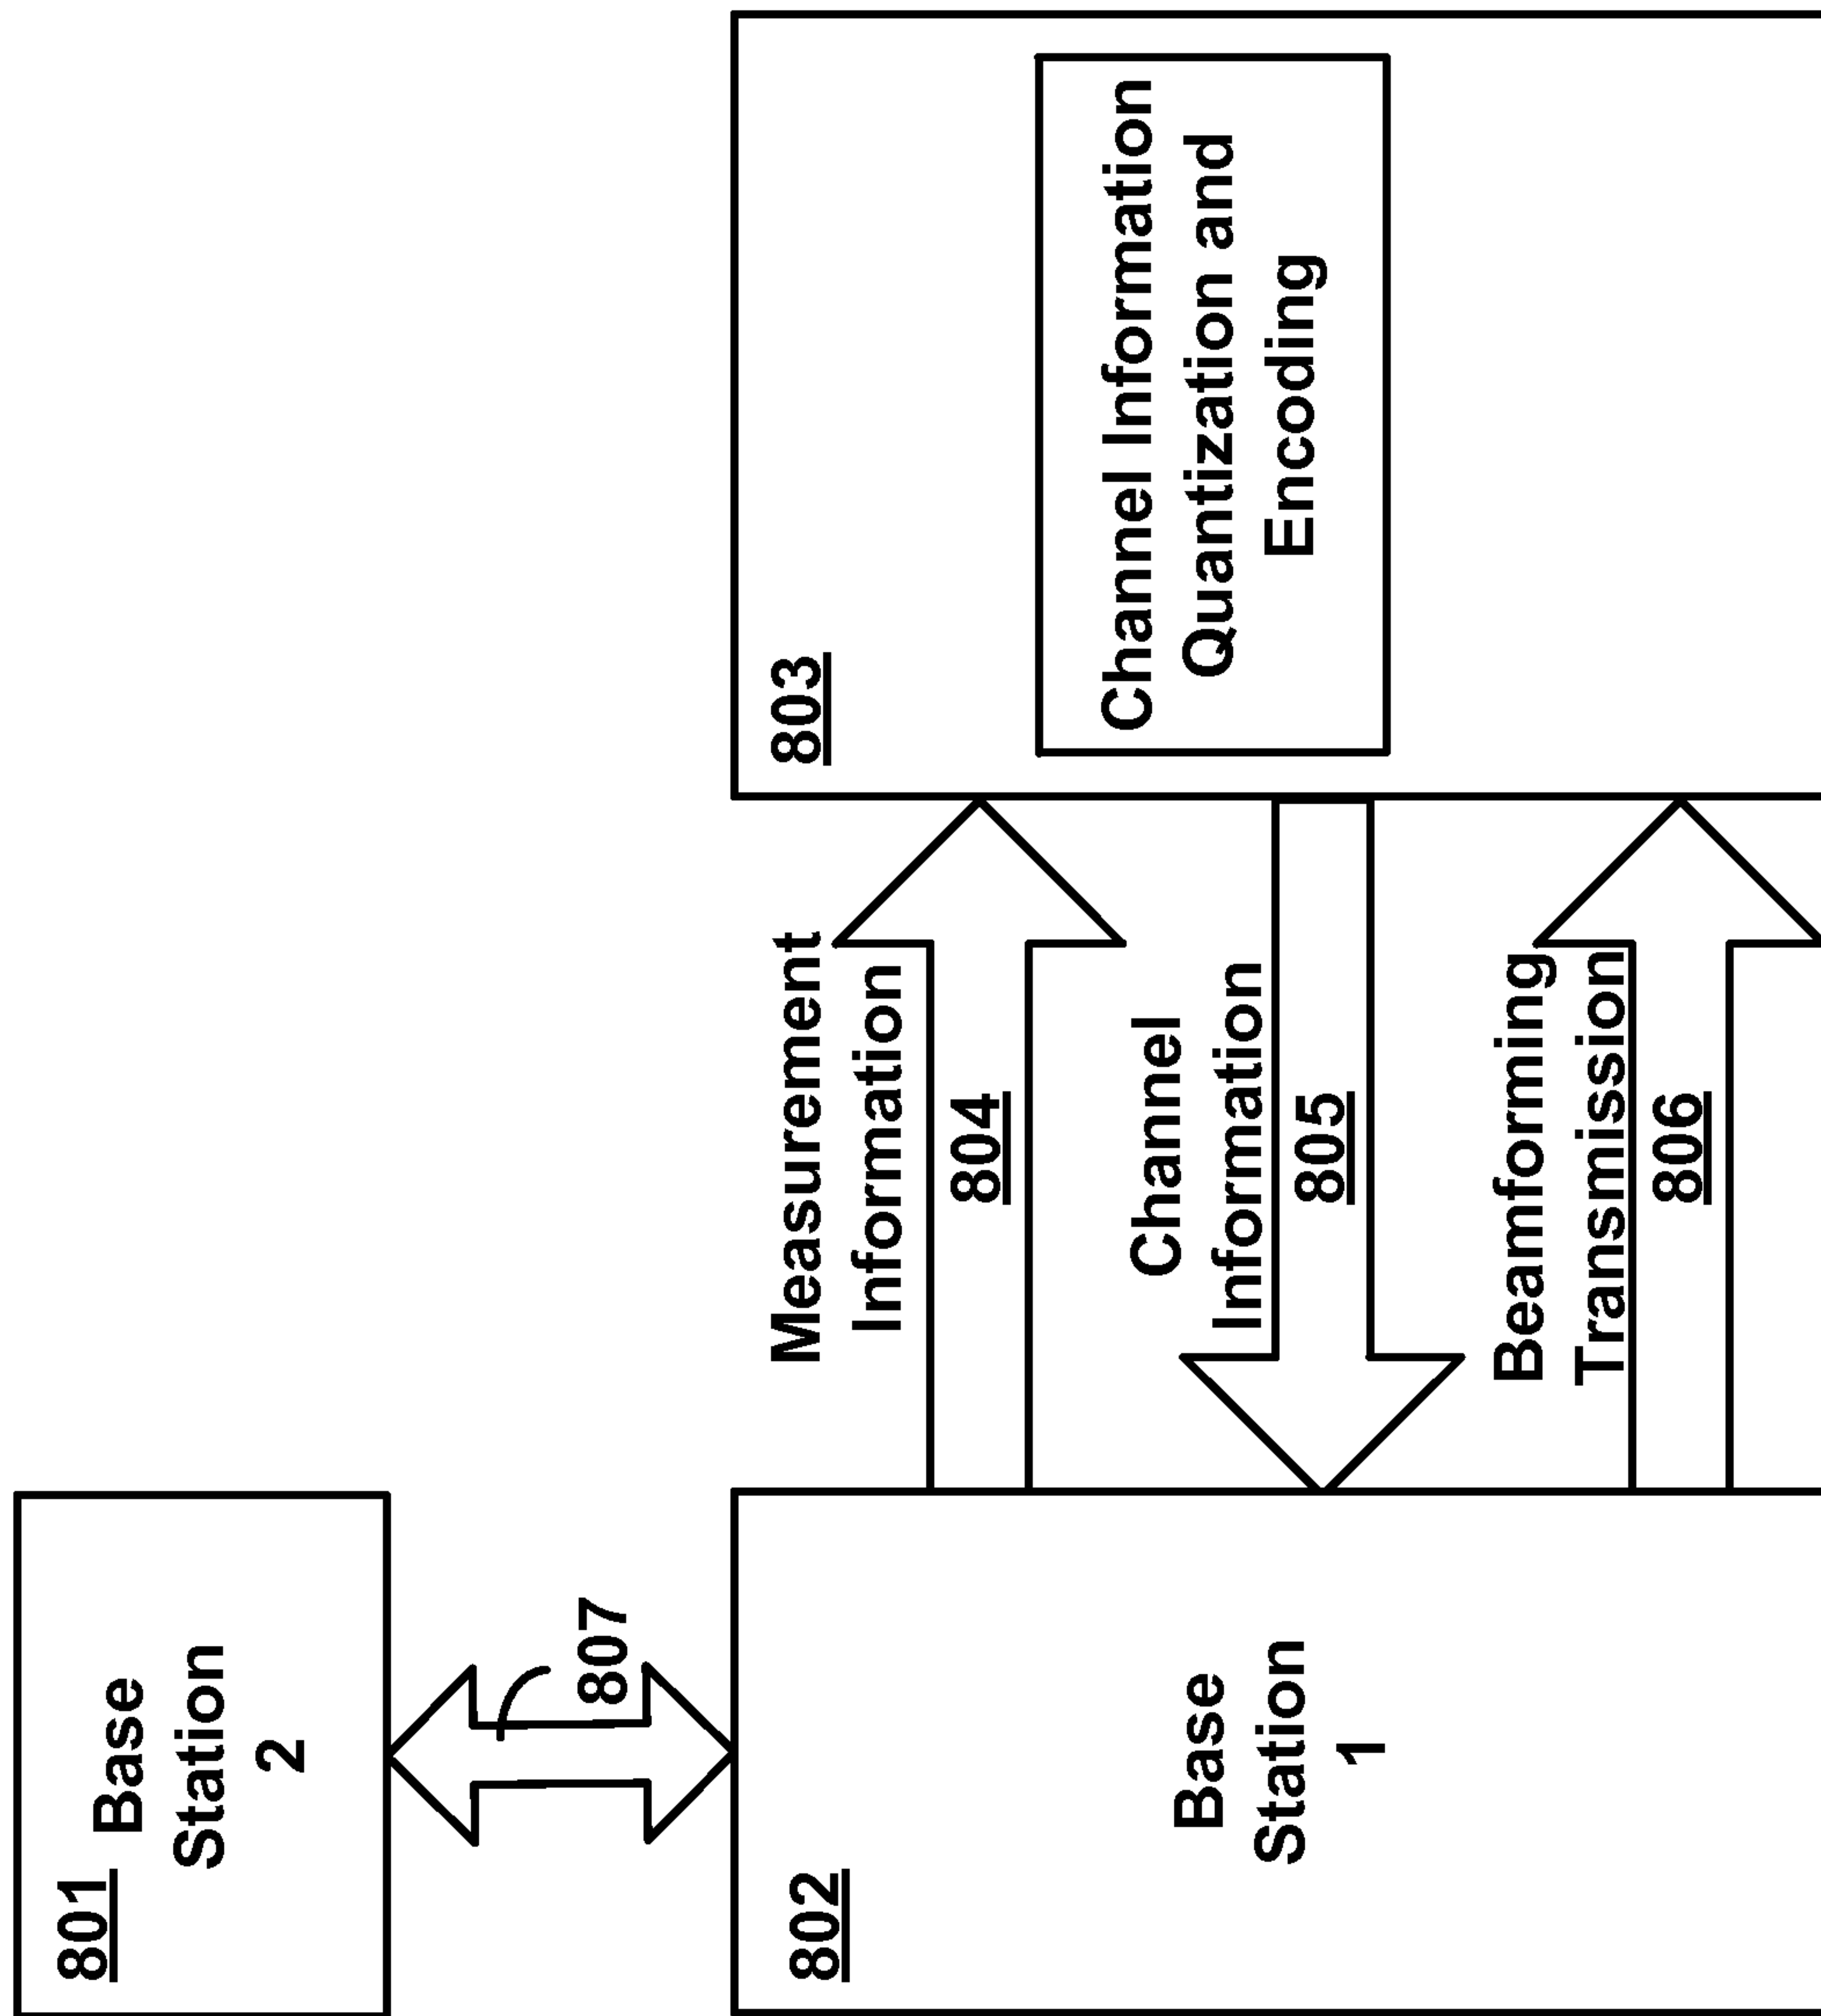 801
Base
Station
2
807
802
Base
Station
1
Measurement
Information
804
Channel
Information
805
Beamforming
Transmission
806
803
Channel Information
Quantization and
Encoding